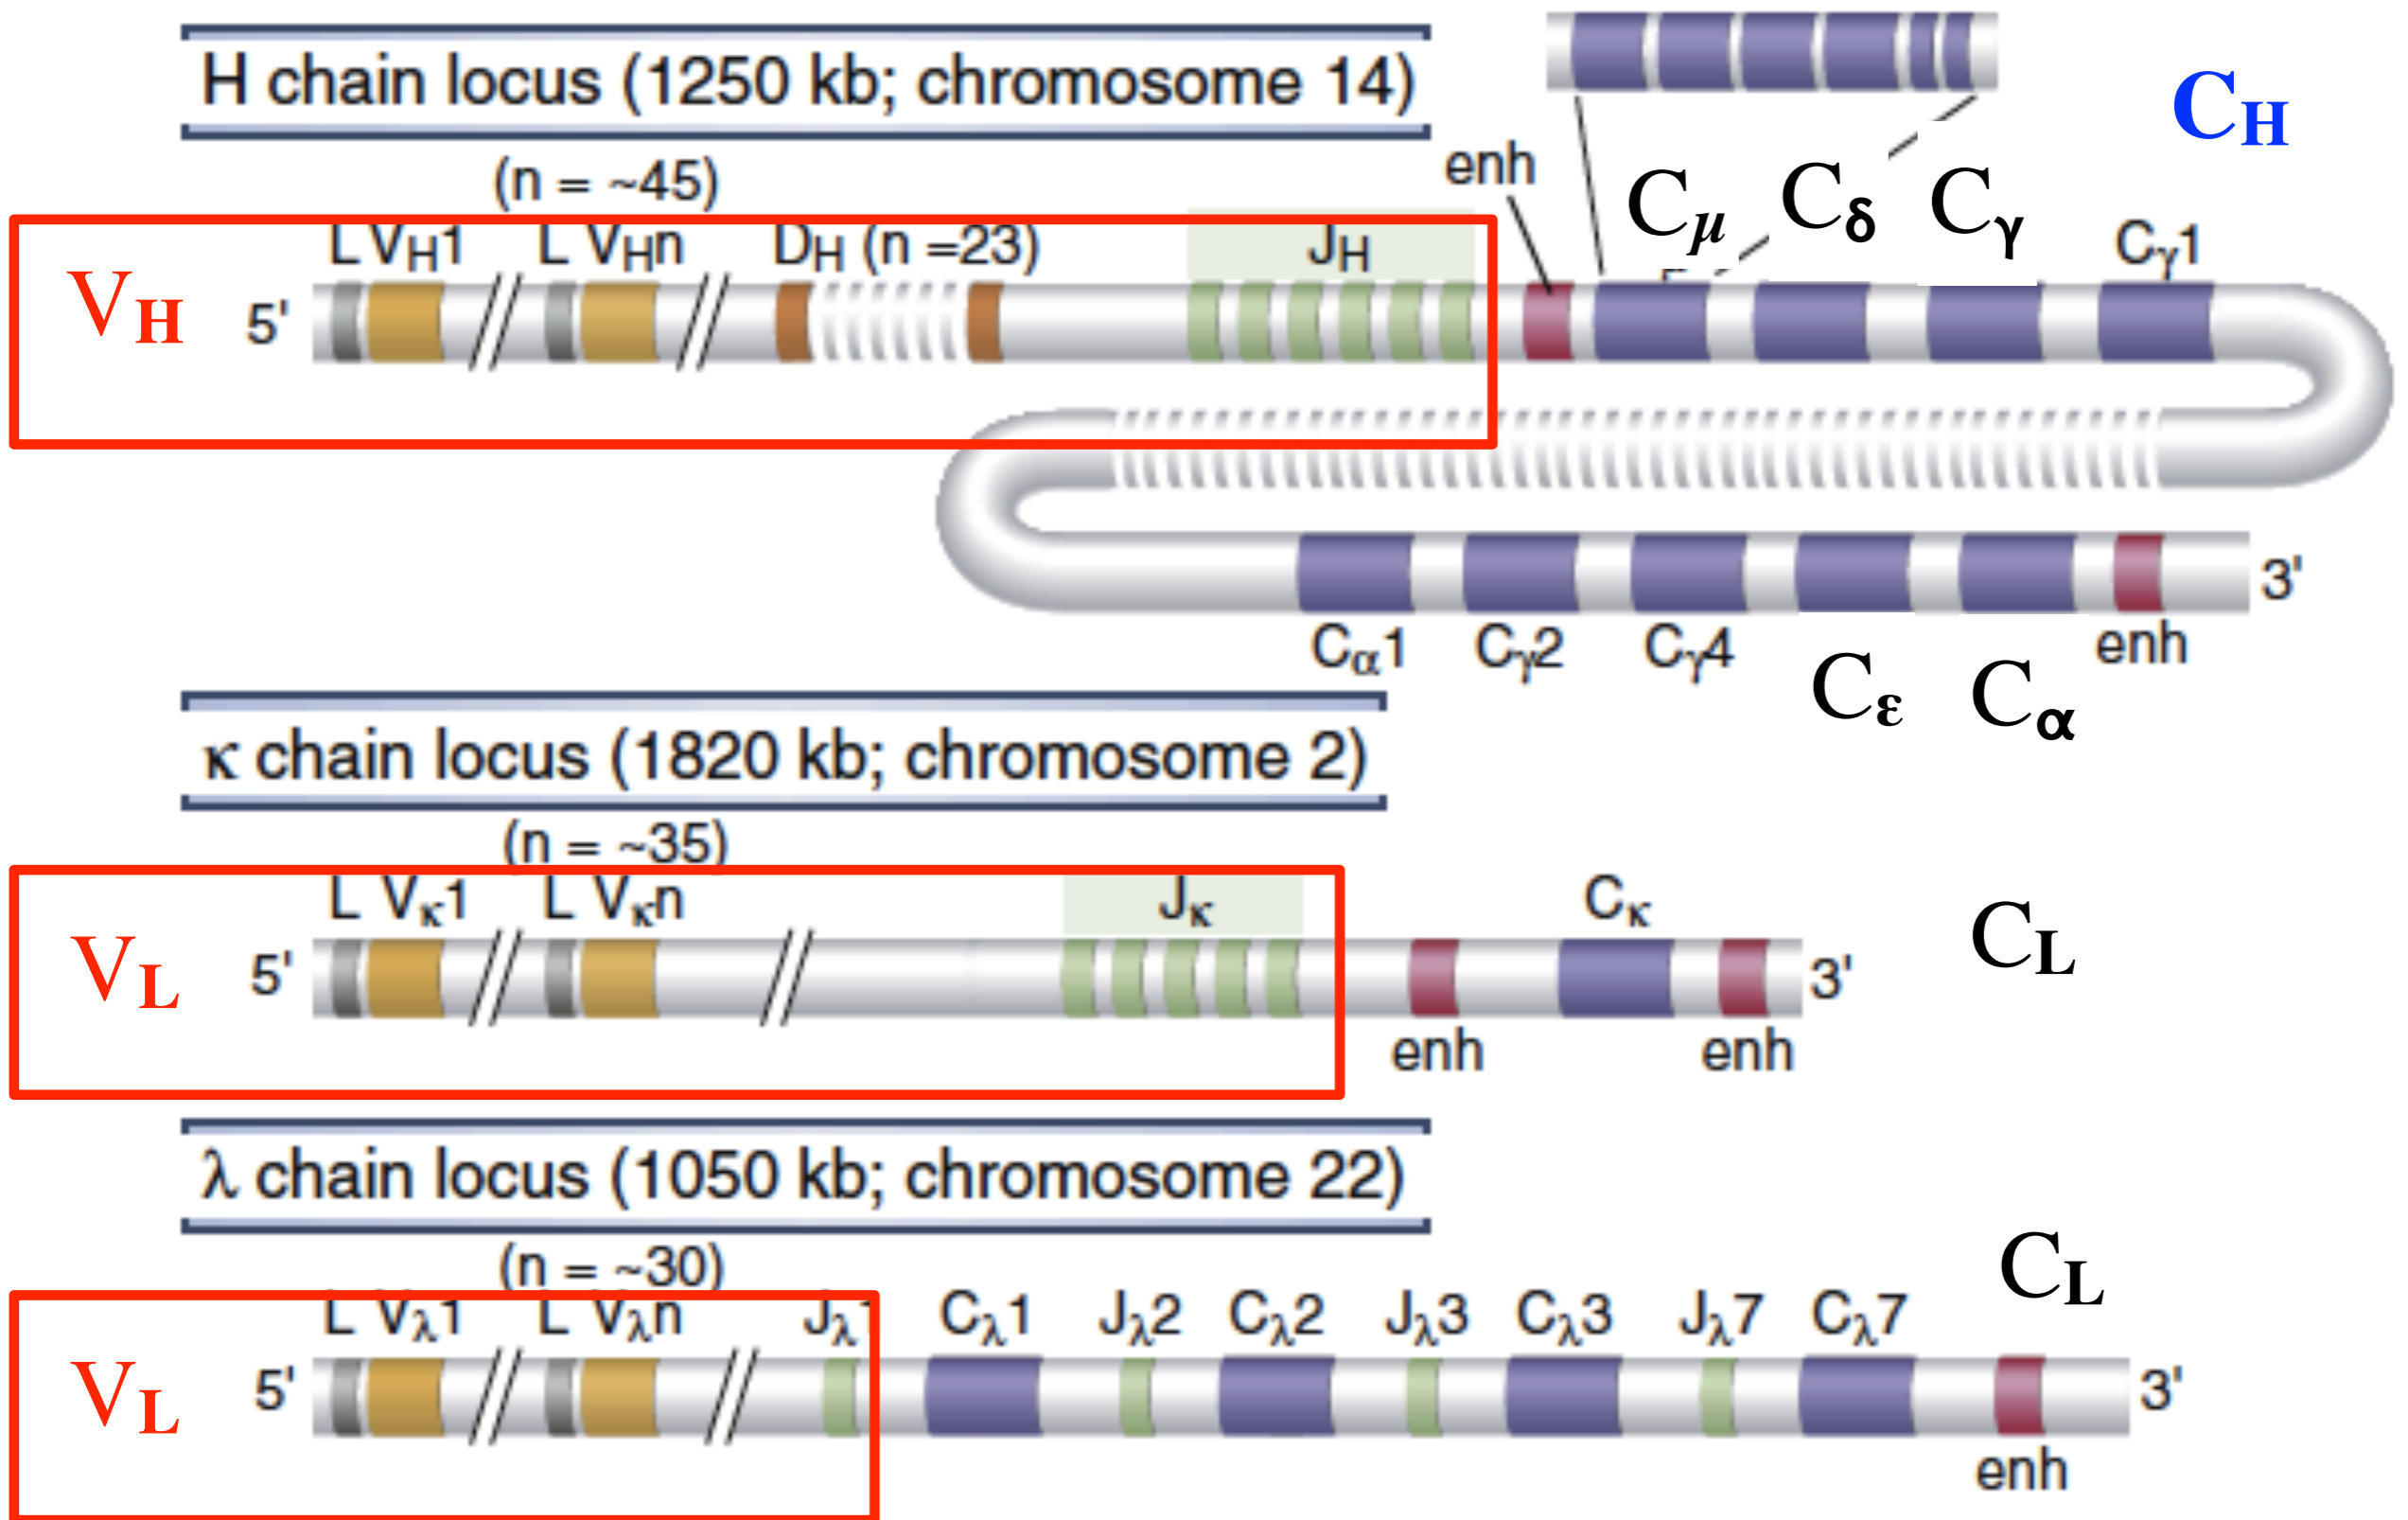 H chain locus (1250 kb; chromosome 14)
C_H
(n = ~45)
enh
C_μ C_δ C_γ
L V_H1 L V_Hn D_H (n =23) J_H C_γ1
V_H 5'
3'
C_α1 C_γ2 C_γ4 C_ε C_α enh
κ chain locus (1820 kb; chromosome 2)
(n = ~35)
L V_κ1 L V_κn J_κ C_κ
V_L 5' 3' C_L
enh enh
λ chain locus (1050 kb; chromosome 22)
(n = ~30) C_L
L V_λ1 L V_λn J_λ1 C_λ1 J_λ2 C_λ2 J_λ3 C_λ3 J_λ7 C_λ7
V_L 5' 3'
enh